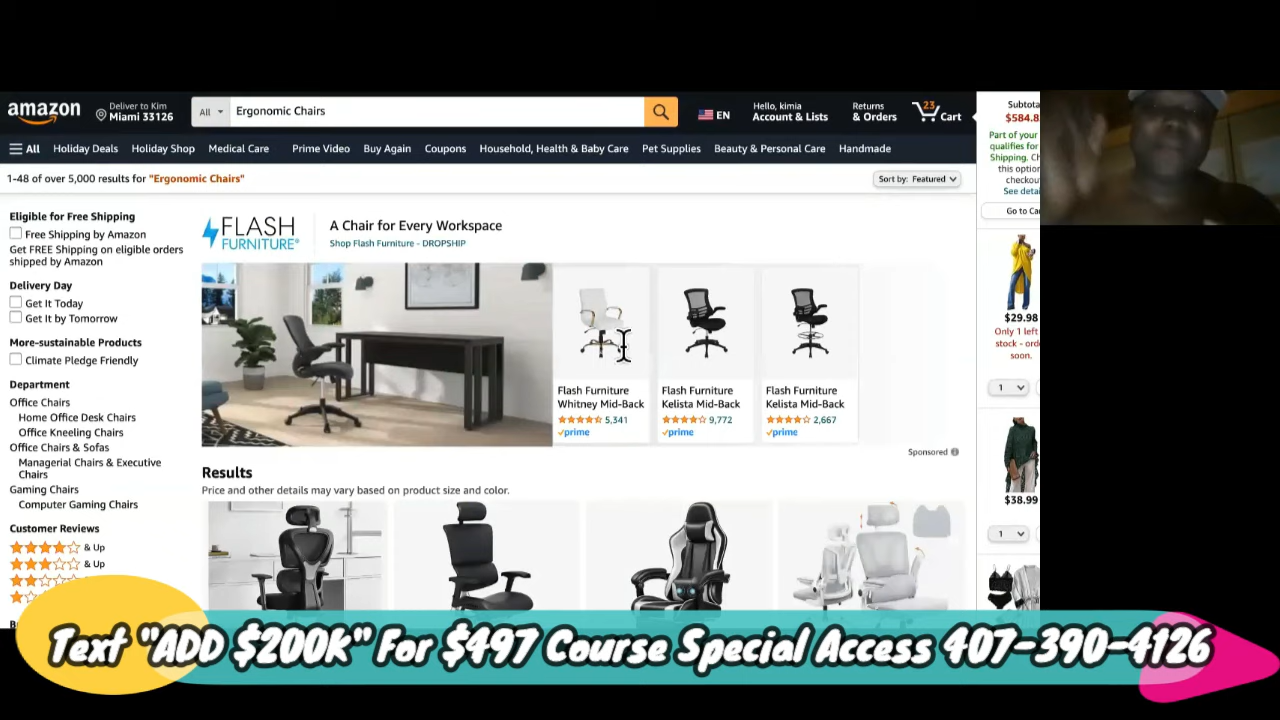 amazon
Deliver to Kim
Miami 33126
All
Ergonomic Chairs
EN
Hello, kimia
Account & Lists
Returns
& Orders
23
Cart
All
Holiday Deals
Holiday Shop
Medical Care
Prime Video
Buy Again
Coupons
Household, Health & Baby Care
Pet Supplies
Beauty & Personal Care
Handmade
1-48 of over 5,000 results for "Ergonomic Chairs"
Sort by: Featured
Eligible for Free Shipping
Free Shipping by Amazon
Get FREE Shipping on eligible orders
shipped by Amazon
Delivery Day
Get It Today
Get It by Tomorrow
More-sustainable Products
Climate Pledge Friendly
Department
Office Chairs
Home Office Desk Chairs
Office Kneeling Chairs
Office Chairs & Sofas
Managerial Chairs & Executive
Chairs
Gaming Chairs
Computer Gaming Chairs
Customer Reviews
& Up
& Up
FLASH
FURNITURE®
A Chair for Every Workspace
Shop Flash Furniture - DROPSHIP
Flash Furniture
Whitney Mid-Back
5,341
prime
Flash Furniture
Kelista Mid-Back
9,772
prime
Flash Furniture
Kelista Mid-Back
2,667
prime
Sponsored
Results
Price and other details may vary based on product size and color.
Subtota
$584.8
Part of your
qualifies for
Shipping. Ch
this option
checkou
See detai
Go to Car
$29.98
Only 1 left
stock - ord
soon.
1
$38.99
1
Text "ADD $200k" For $497 Course Special Access 407-390-4126